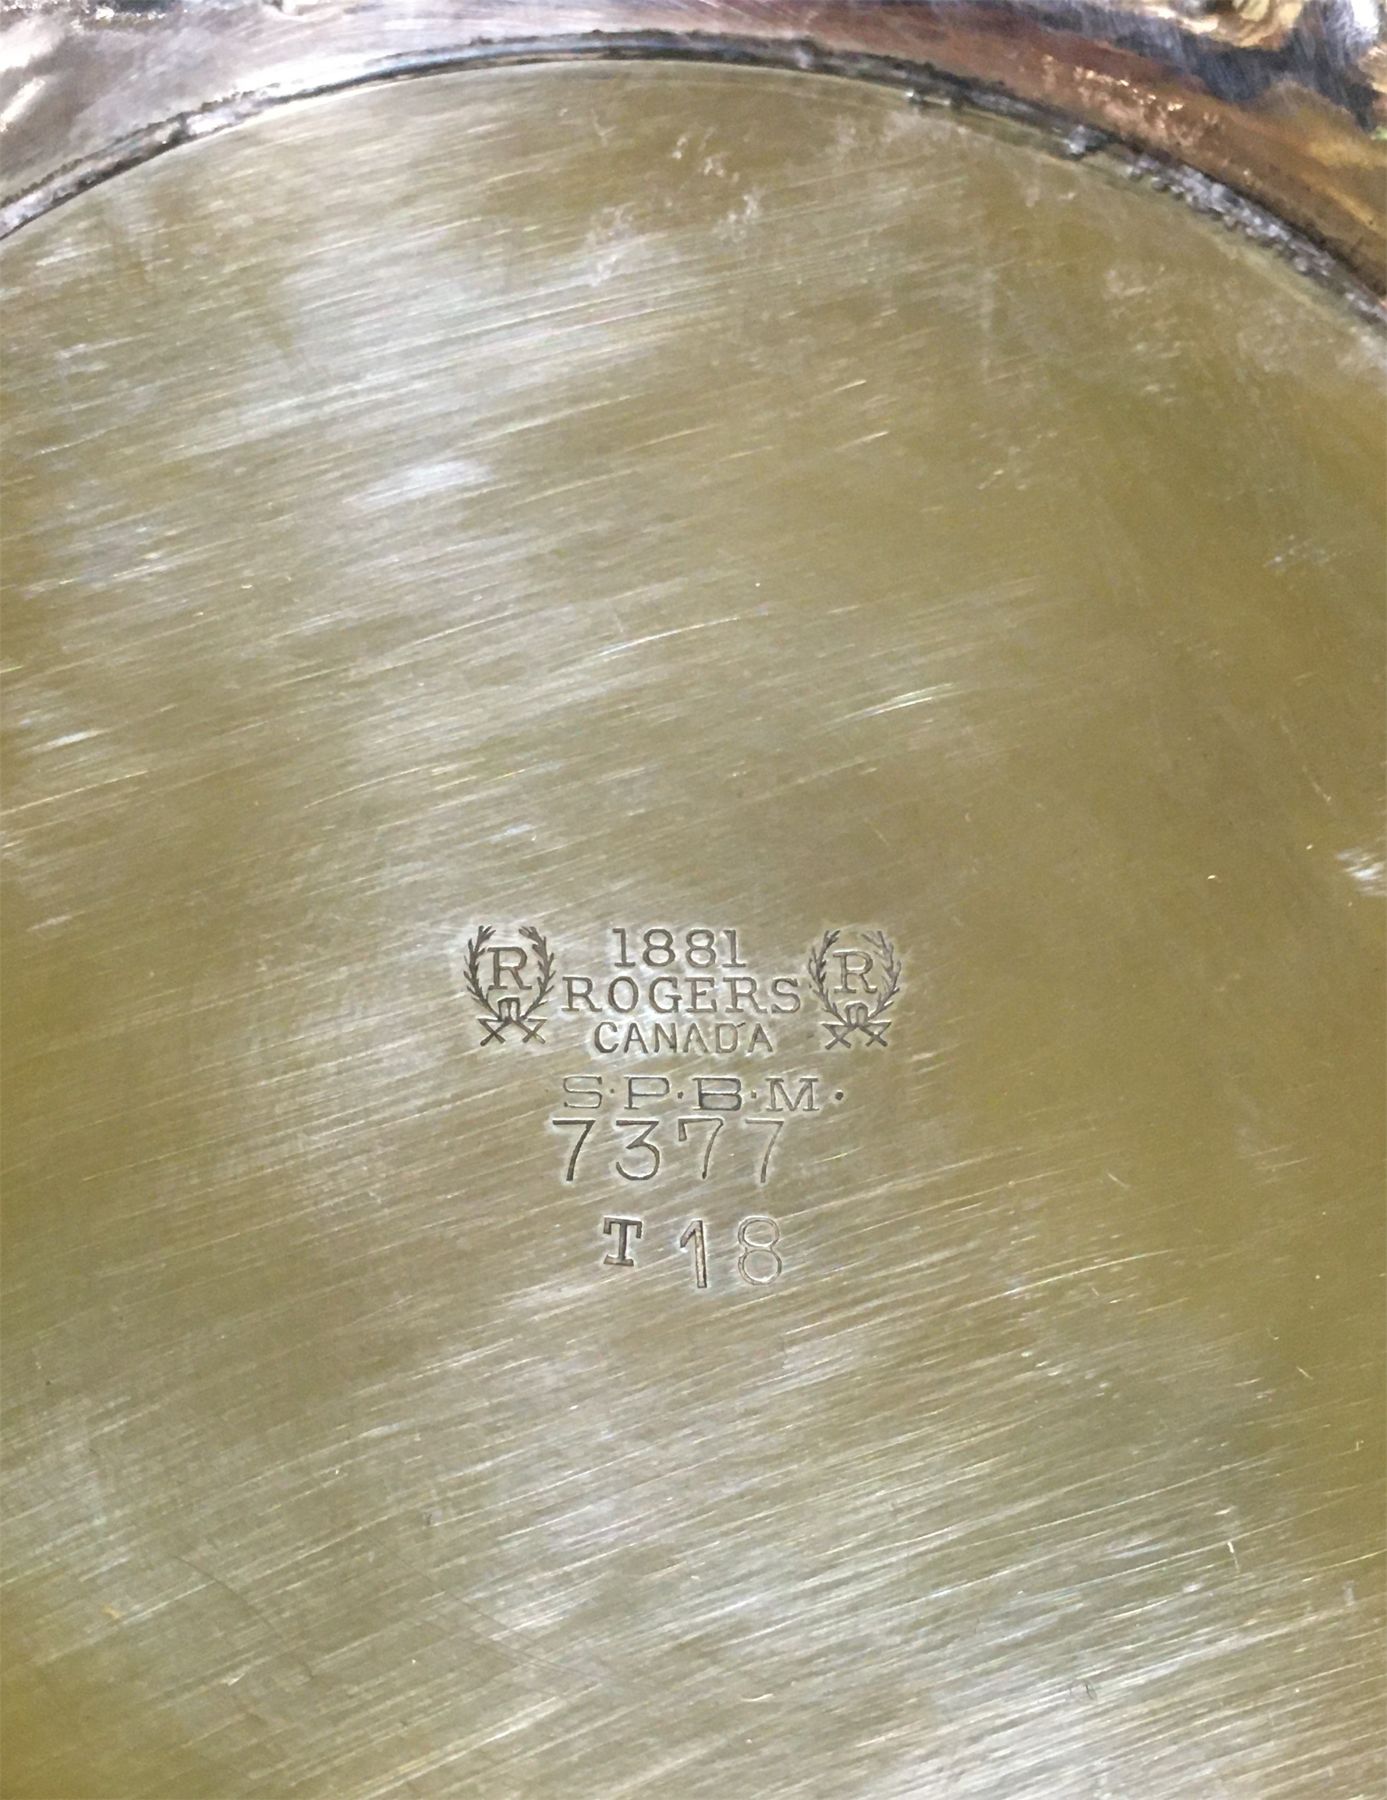 R 1881 R
ROGERS
CANADA
S·P·B·M·
7377
T 18